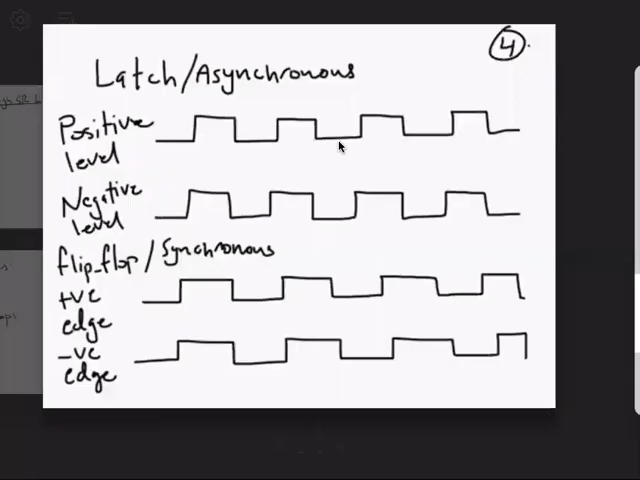 4.
Latch/Asynchronous
Positive
level
Negative
level
flip-flop/Synchronous
+ve
edge
-ve
edge